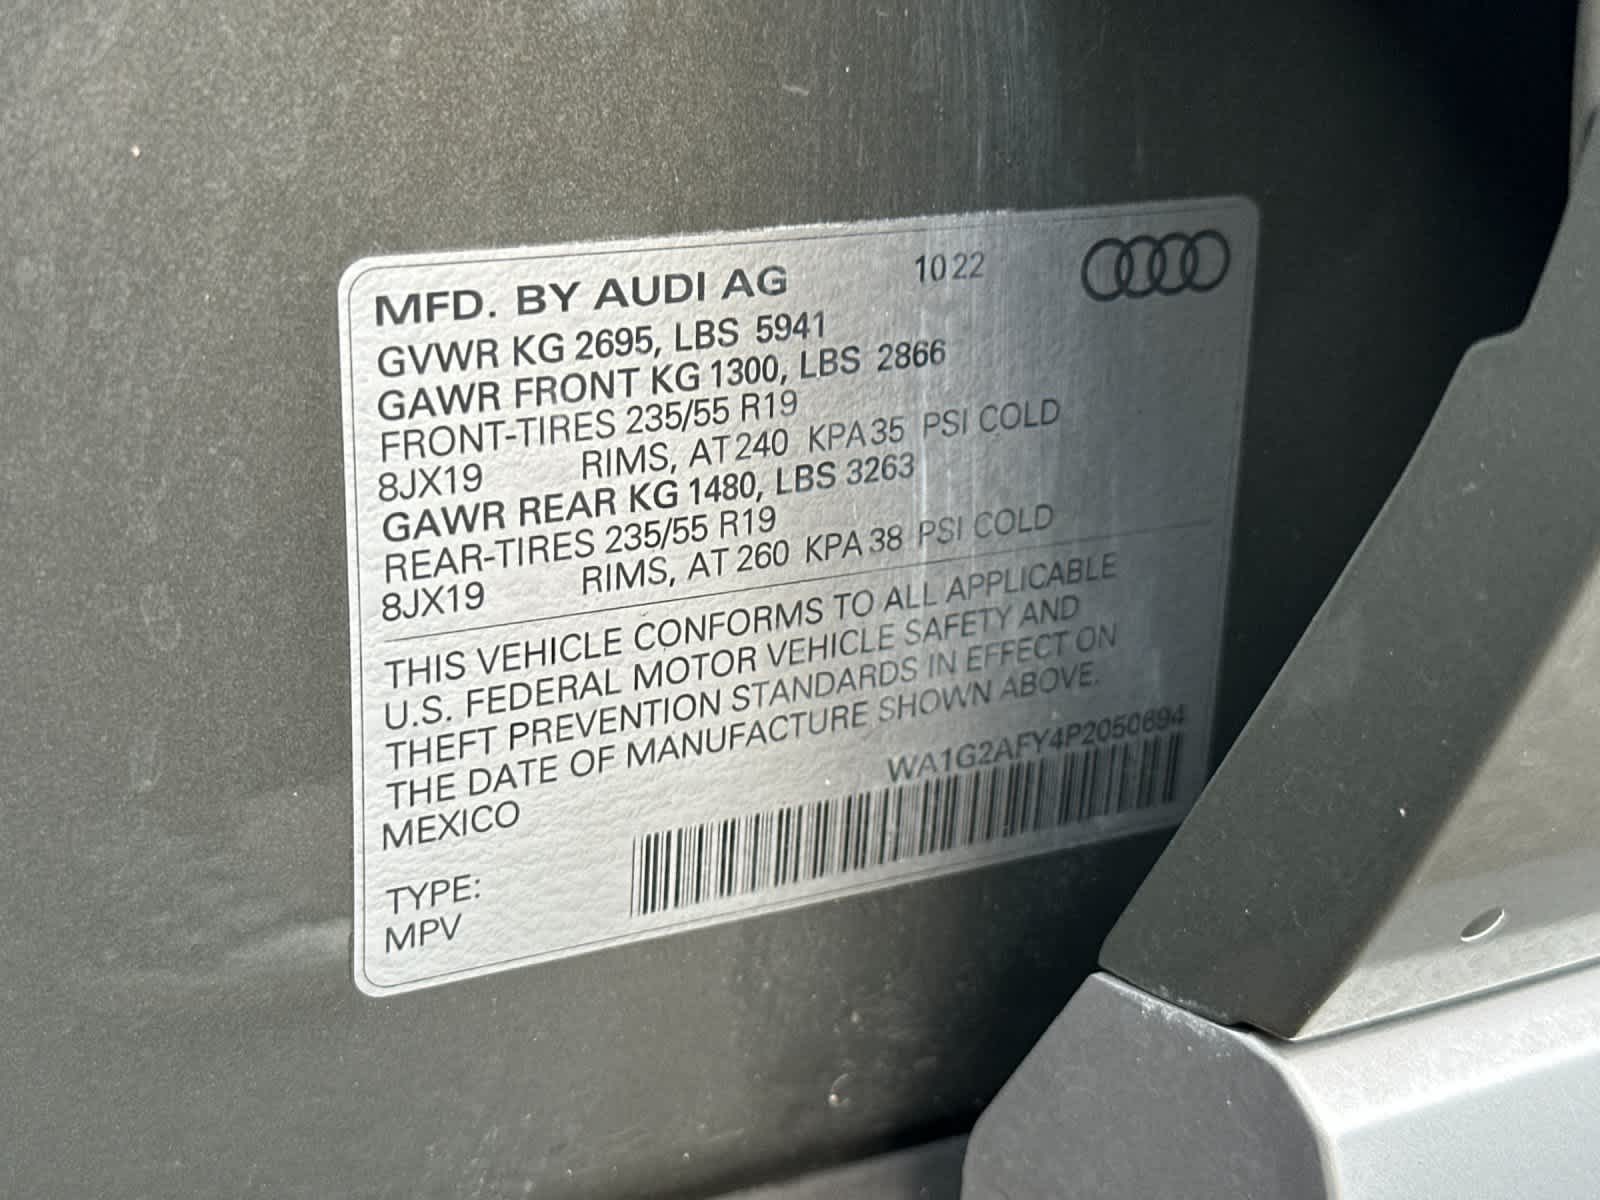 MFD. BY AUDI AG 10 22
GVWR KG 2695, LBS 5941
GAWR FRONT KG 1300, LBS 2866
FRONT-TIRES 235/55 R19
8JX19 RIMS, AT 240 KPA 35 PSI COLD
GAWR REAR KG 1480, LBS 3263
REAR-TIRES 235/55 R19
8JX19 RIMS, AT 260 KPA 38 PSI COLD
THIS VEHICLE CONFORMS TO ALL APPLICABLE
U.S. FEDERAL MOTOR VEHICLE SAFETY AND
THEFT PREVENTION STANDARDS IN EFFECT ON
THE DATE OF MANUFACTURE SHOWN ABOVE.
MEXICO WA1G2AFY4P2050694
TYPE:
MPV